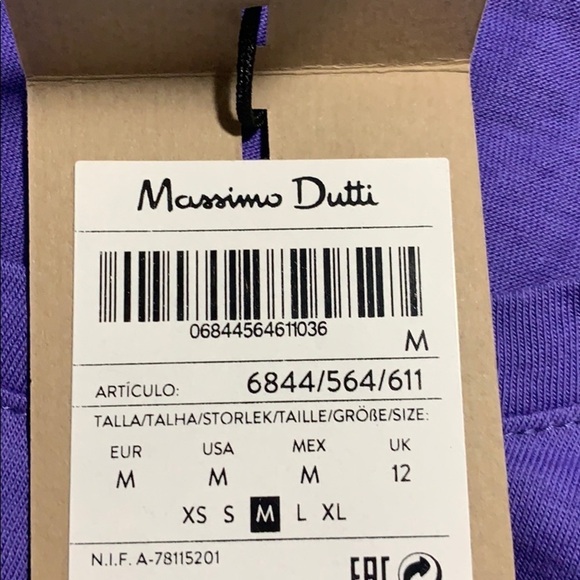 Massimo Dutti
06844564611036
M
ARTÍCULO: 6844/564/611
TALLA/TALHA/STORLEK/TAILLE/GRÖßE/SIZE:
EUR USA MEX UK
M M M 12
XS S M L XL
N.I.F. A-78115201
EAC